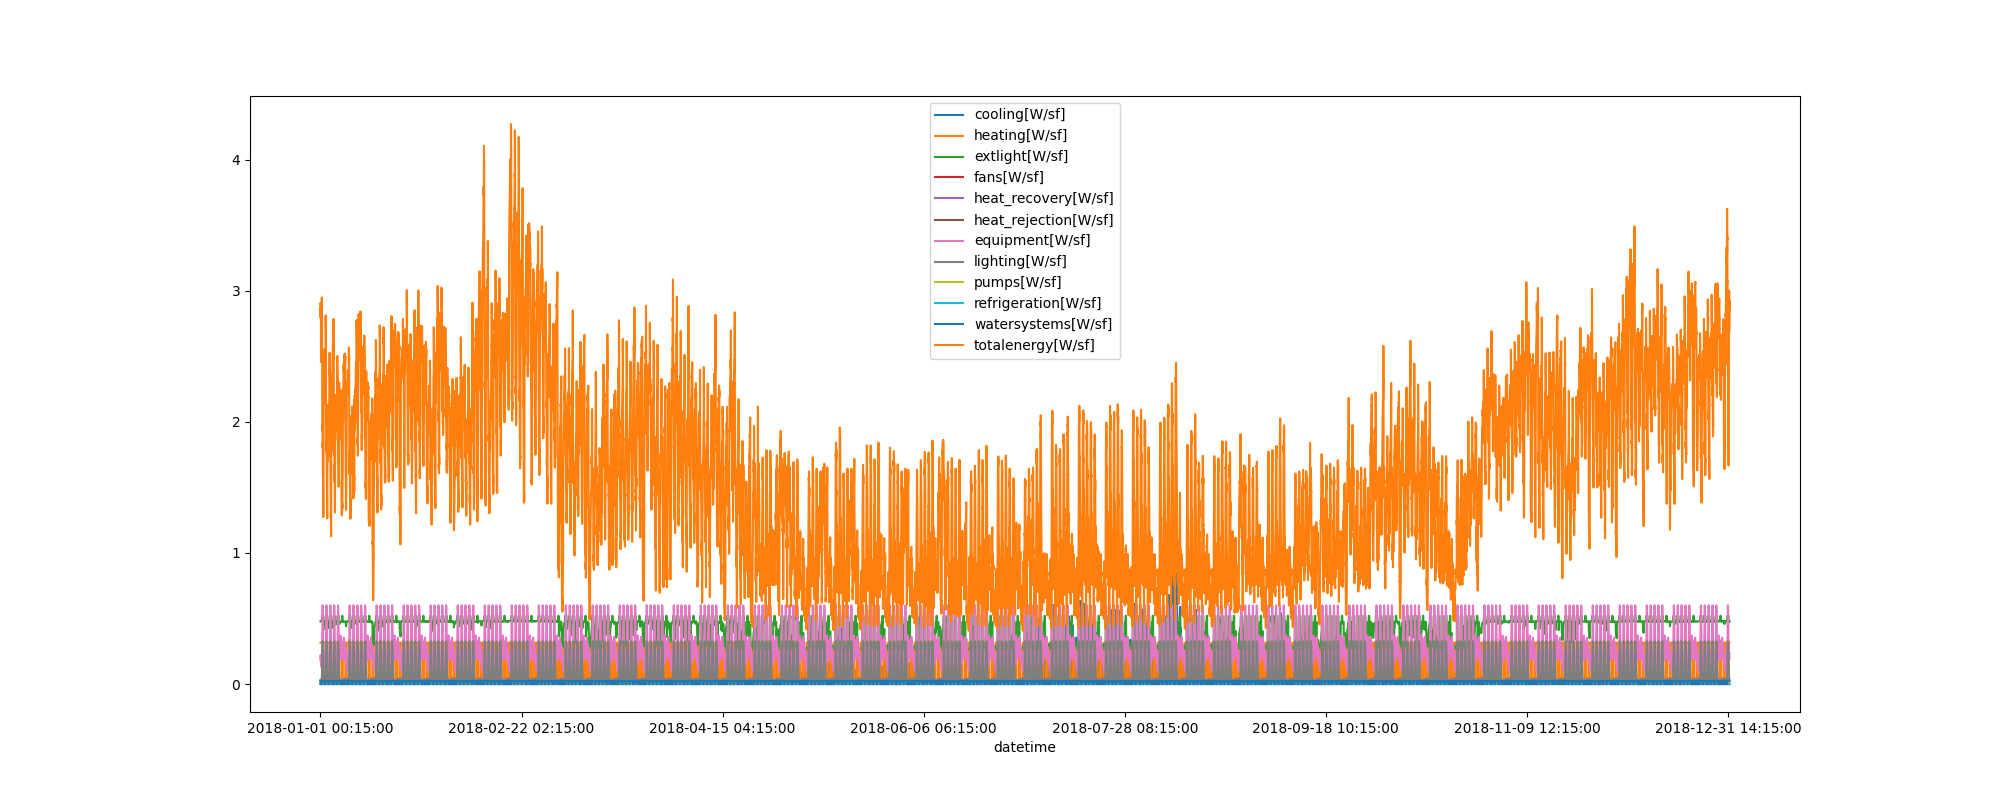 cooling[W/sf]
heating[W/sf]
extlight[W/sf]
fans[W/sf]
heat_recovery[W/sf]
heat_rejection[W/sf]
equipment[W/sf]
lighting[W/sf]
pumps[W/sf]
refrigeration[W/sf]
watersystems[W/sf]
totalenergy[W/sf]
4
3
2
1
0
2018-01-01 00:15:00 2018-02-22 02:15:00 2018-04-15 04:15:00 2018-06-06 06:15:00 2018-07-28 08:15:00 2018-09-18 10:15:00 2018-11-09 12:15:00 2018-12-31 14:15:00
datetime